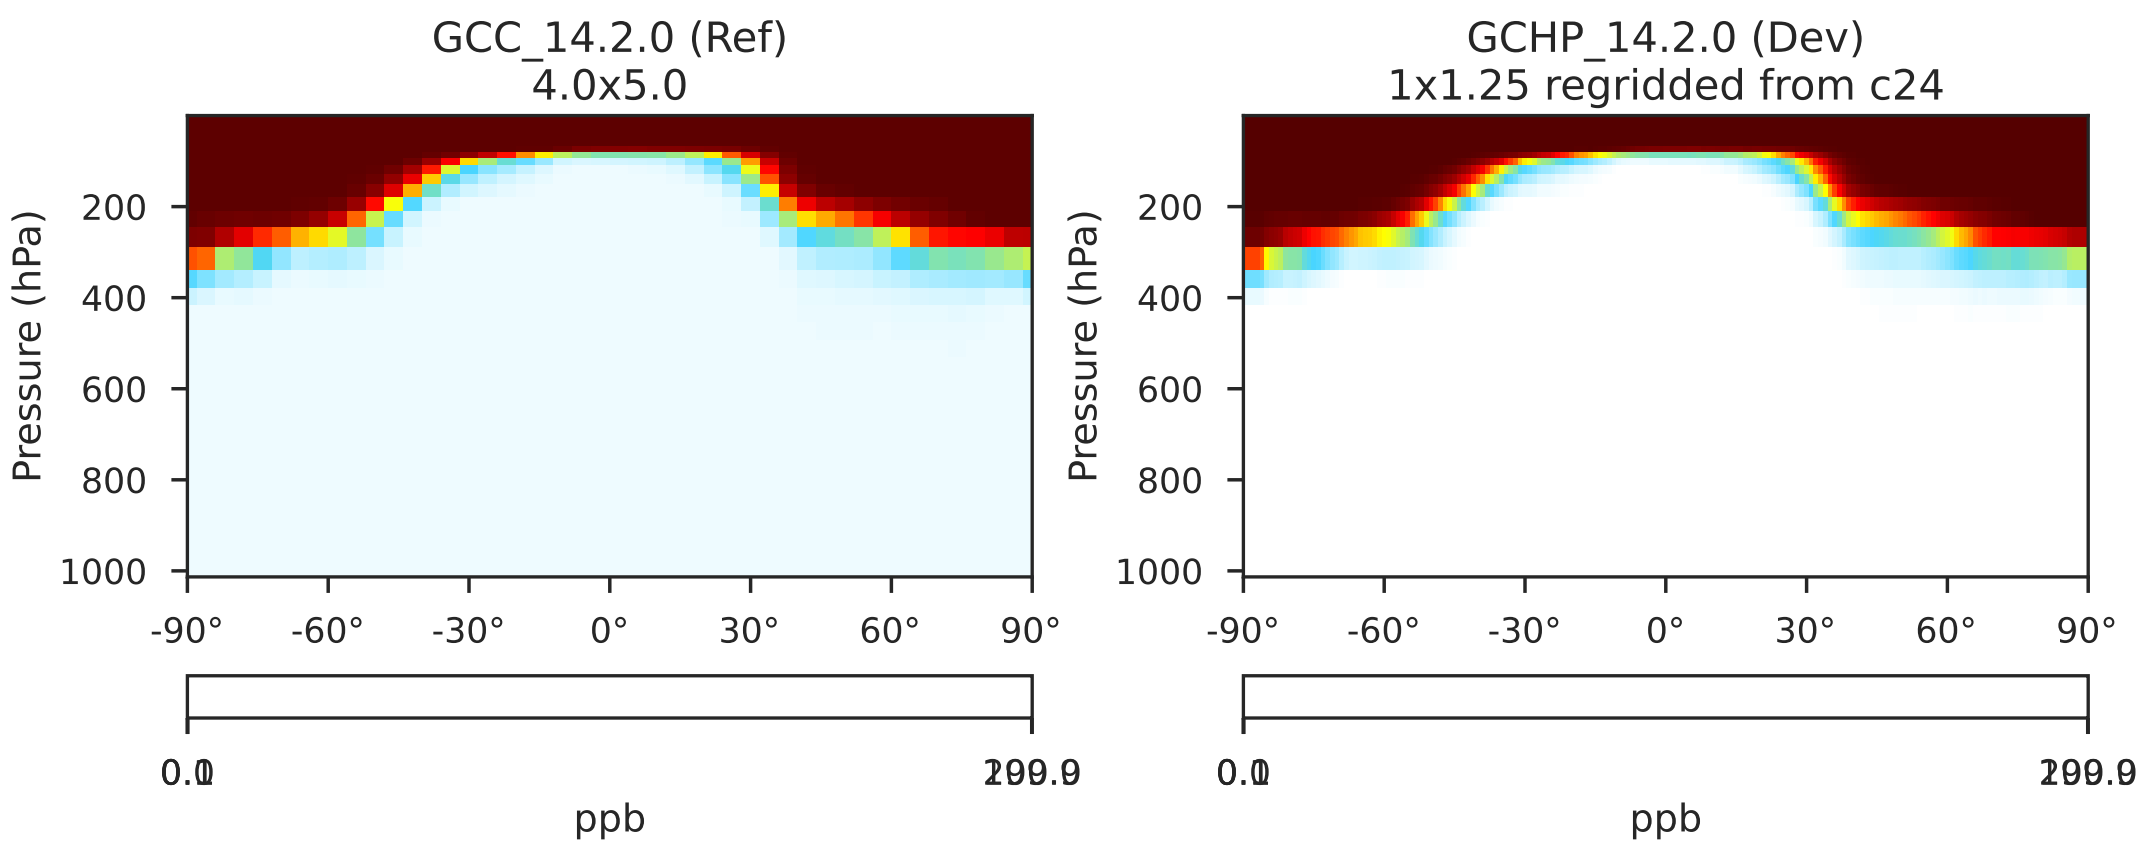 GCC_14.2.0 (Ref)
4.0x5.0
Pressure (hPa)
200
400
600
800
1000
-90° -60° -30° 0° 30° 60° 90°
ppb
GCHP_14.2.0 (Dev)
1x1.25 regridded from c24
Pressure (hPa)
200
400
600
800
1000
-90° -60° -30° 0° 30° 60° 90°
ppb